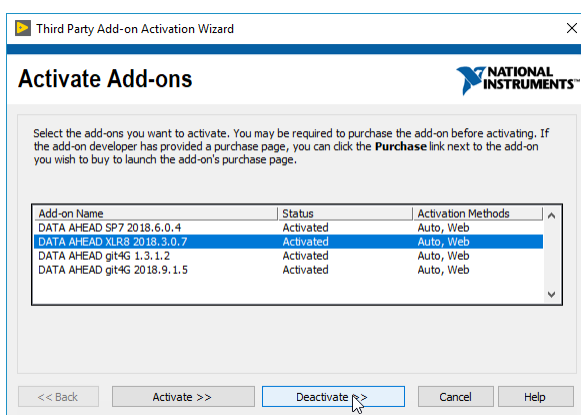 Third Party Add-on Activation Wizard
Activate Add-ons
NATIONAL
INSTRUMENTS™
Select the add-ons you want to activate. You may be required to purchase the add-on before activating. If
the add-on developer has provided a purchase page, you can click the Purchase link next to the add-on
you wish to buy to launch the add-on's purchase page.
Add-on Name Status Activation Methods
DATA AHEAD SP7 2018.6.0.4 Activated Auto, Web
DATA AHEAD XLR8 2018.3.0.7 Activated Auto, Web
DATA AHEAD git4G 1.3.1.2 Activated Auto, Web
DATA AHEAD git4G 2018.9.1.5 Activated Auto, Web
<< Back Activate >> Deactivate >> Cancel Help